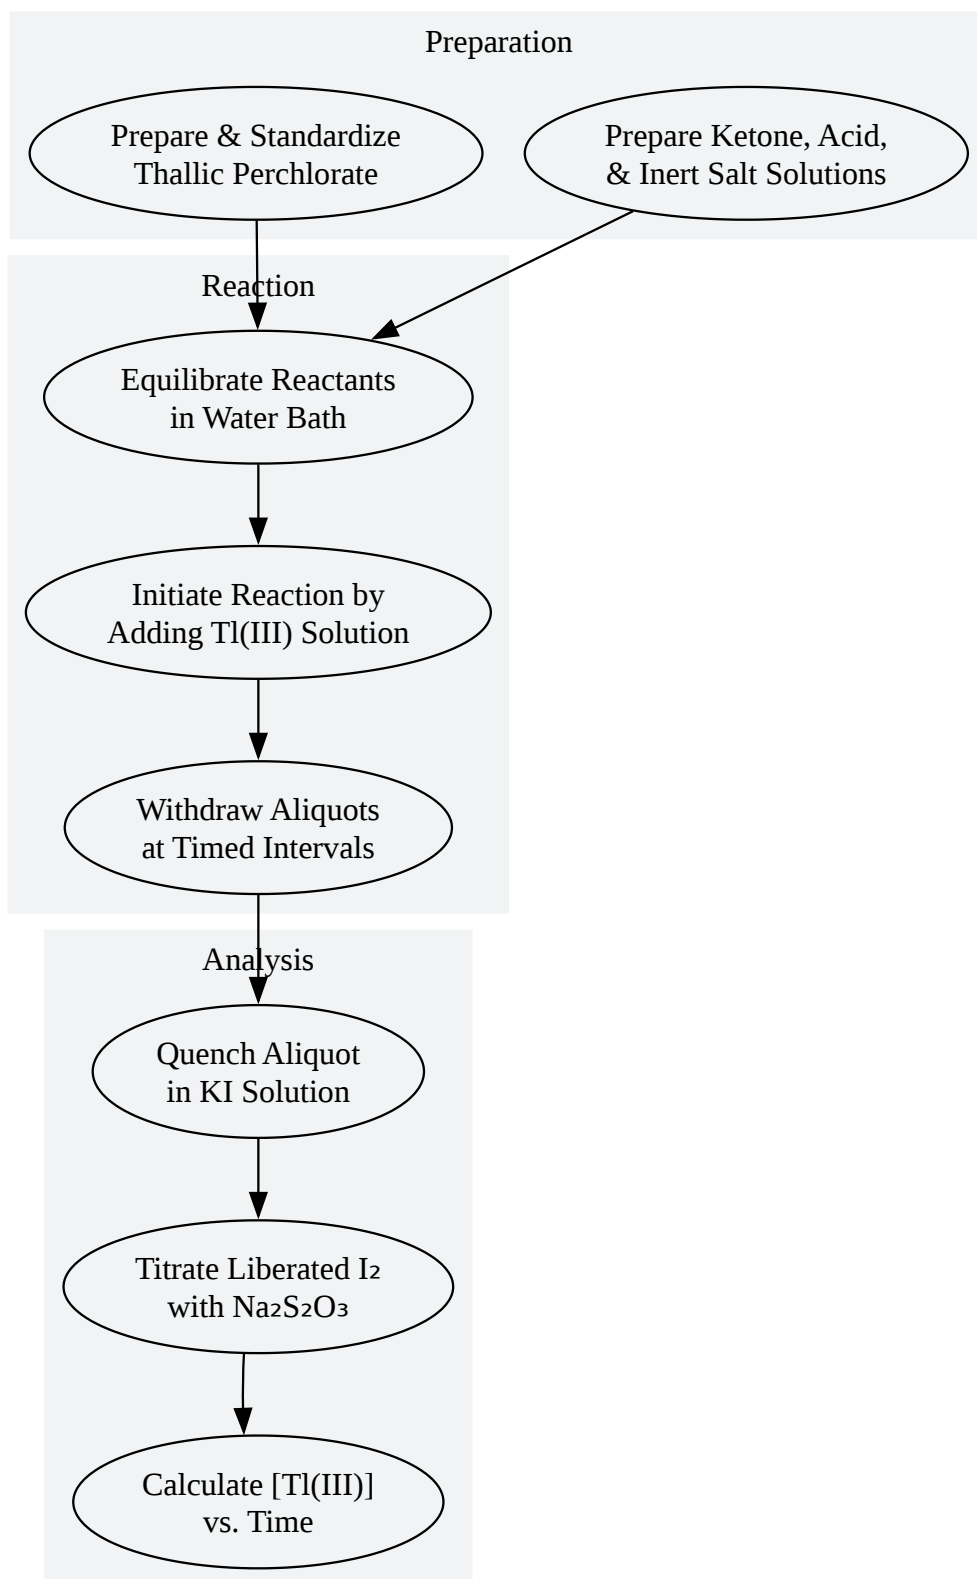 Preparation
Prepare & Standardize
Thallic Perchlorate
Prepare Ketone, Acid,
& Inert Salt Solutions
Reaction
Equilibrate Reactants
in Water Bath
Initiate Reaction by
Adding Tl(III) Solution
Withdraw Aliquots
at Timed Intervals
Analysis
Quench Aliquot
in KI Solution
Titrate Liberated I₂
with Na₂S₂O₃
Calculate [Tl(III)]
vs. Time